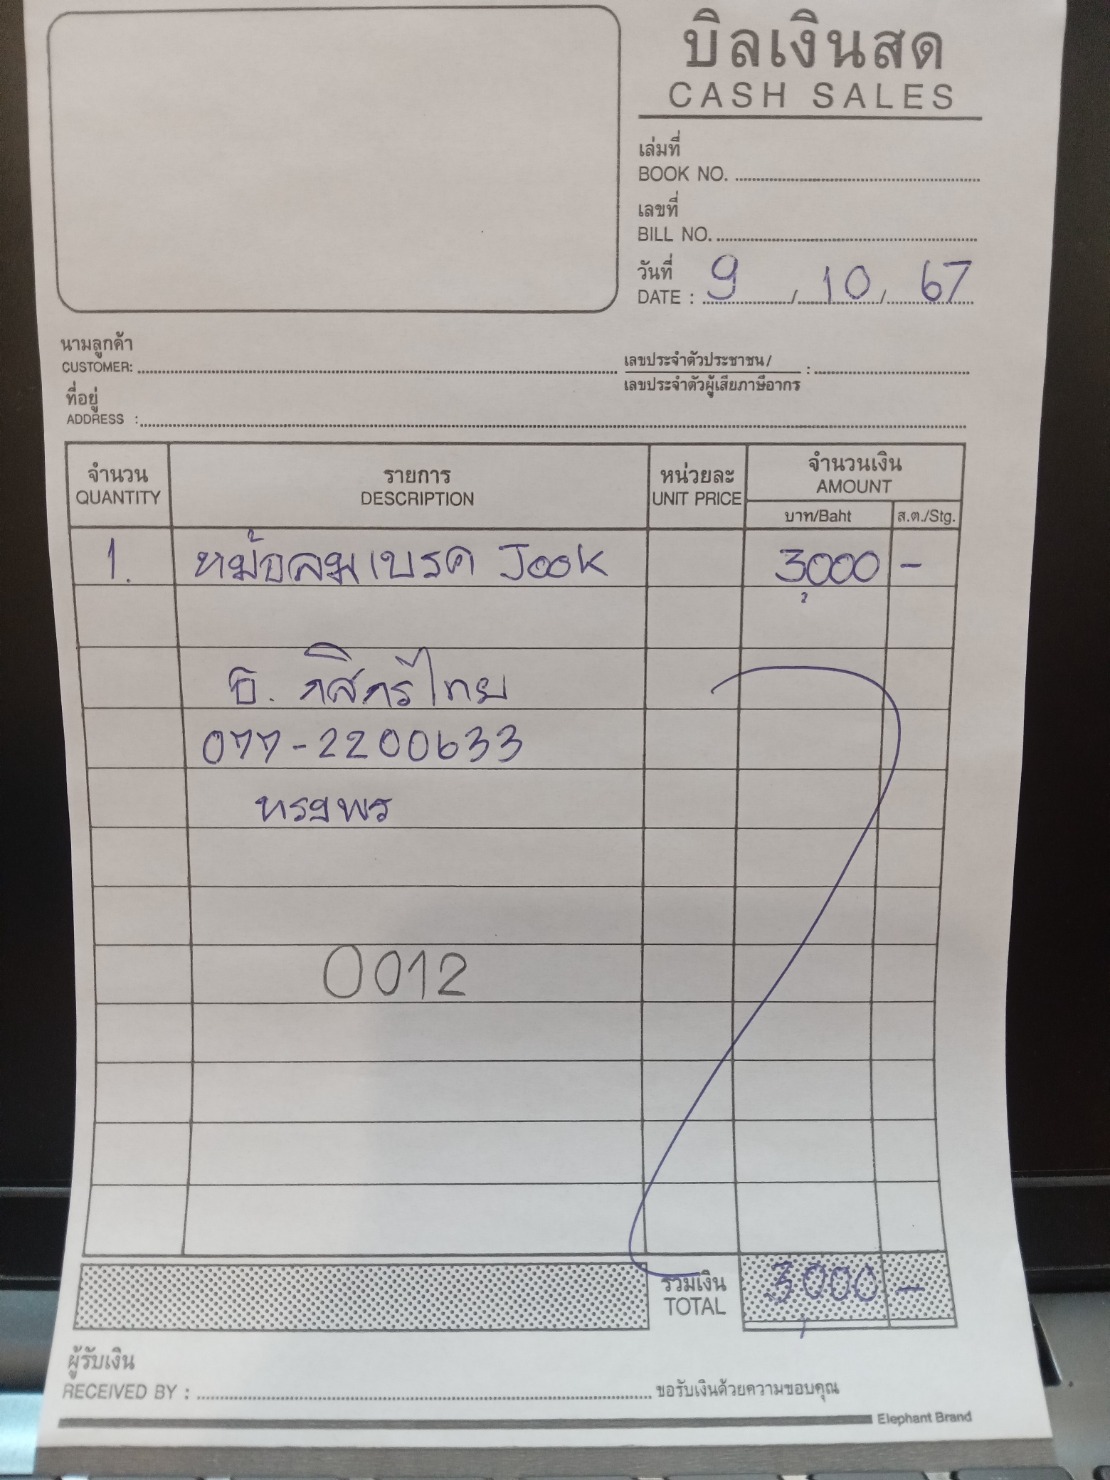 บิลเงินสด
CASH SALES
เล่มที่
BOOK NO.
เลขที่
BILL NO.
วันที่
DATE : 9 / 10 / 67
นามลูกค้า
CUSTOMER:
เลขประจำตัวประชาชน/
เลขประจำตัวผู้เสียภาษีอากร :
ที่อยู่
ADDRESS :
จำนวน รายการ หน่วยละ จำนวนเงิน
QUANTITY DESCRIPTION UNIT PRICE AMOUNT
บาท/Baht ส.ต./Stg.
1. หม้อลมเบรค Jook 3,000 -
ธ. กสิกรไทย
077-2200633
0012
รวมเงิน
TOTAL 3,000 -
ผู้รับเงิน
RECEIVED BY : ขอรับเงินด้วยความขอบคุณ
Elephant Brand